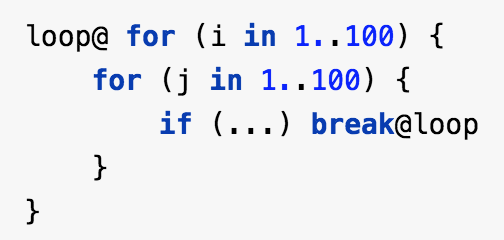 loop@ for (i in 1..100) {
    for (j in 1..100) {
        if (...) break@loop
    }
}